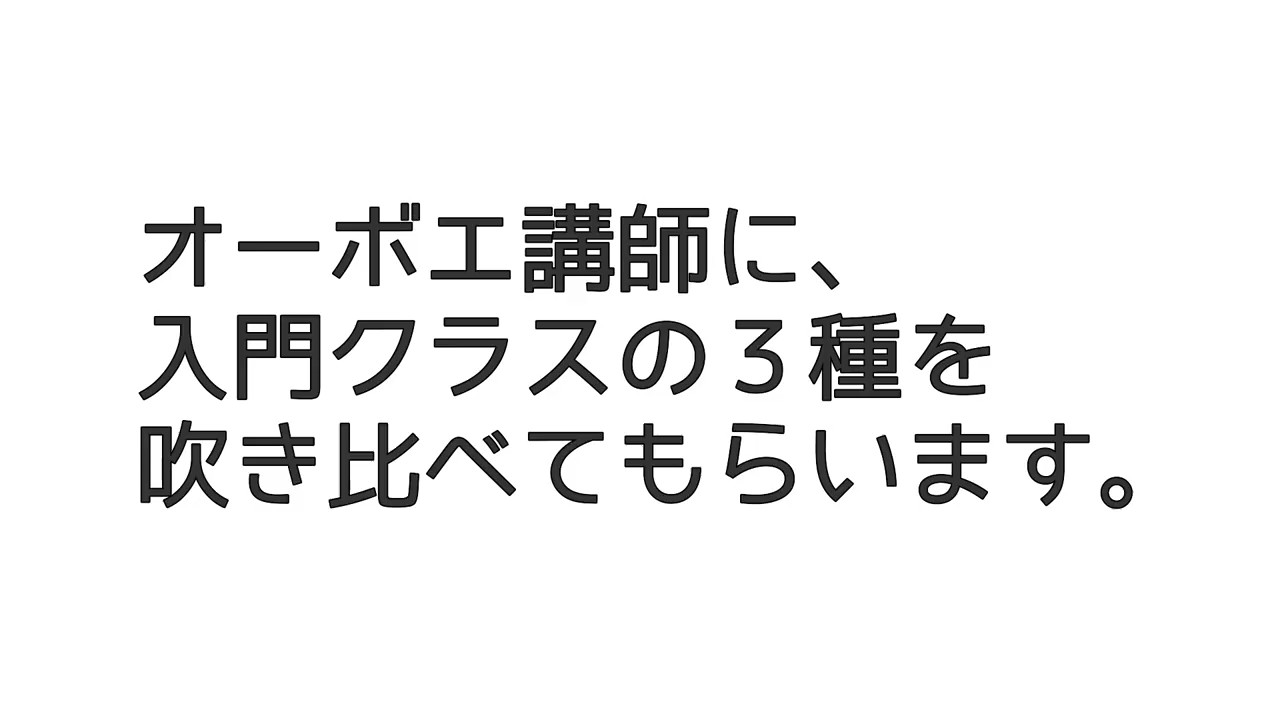 オーボエ講師に、
入門クラスの３種を
吹き比べてもらいます。